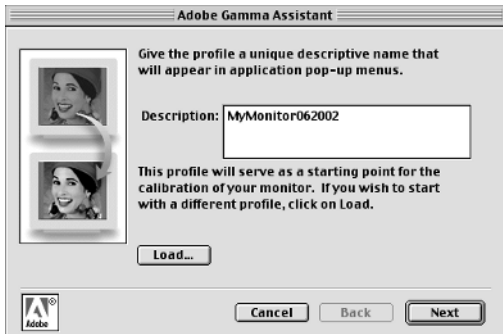 Adobe Gamma Assistant
Give the profile a unique descriptive name that
will appear in application pop-up menus.
Description: MyMonitor062002
This profile will serve as a starting point for the
calibration of your monitor. If you wish to start
with a different profile, click on Load.
Load...
Adobe
Cancel Back Next